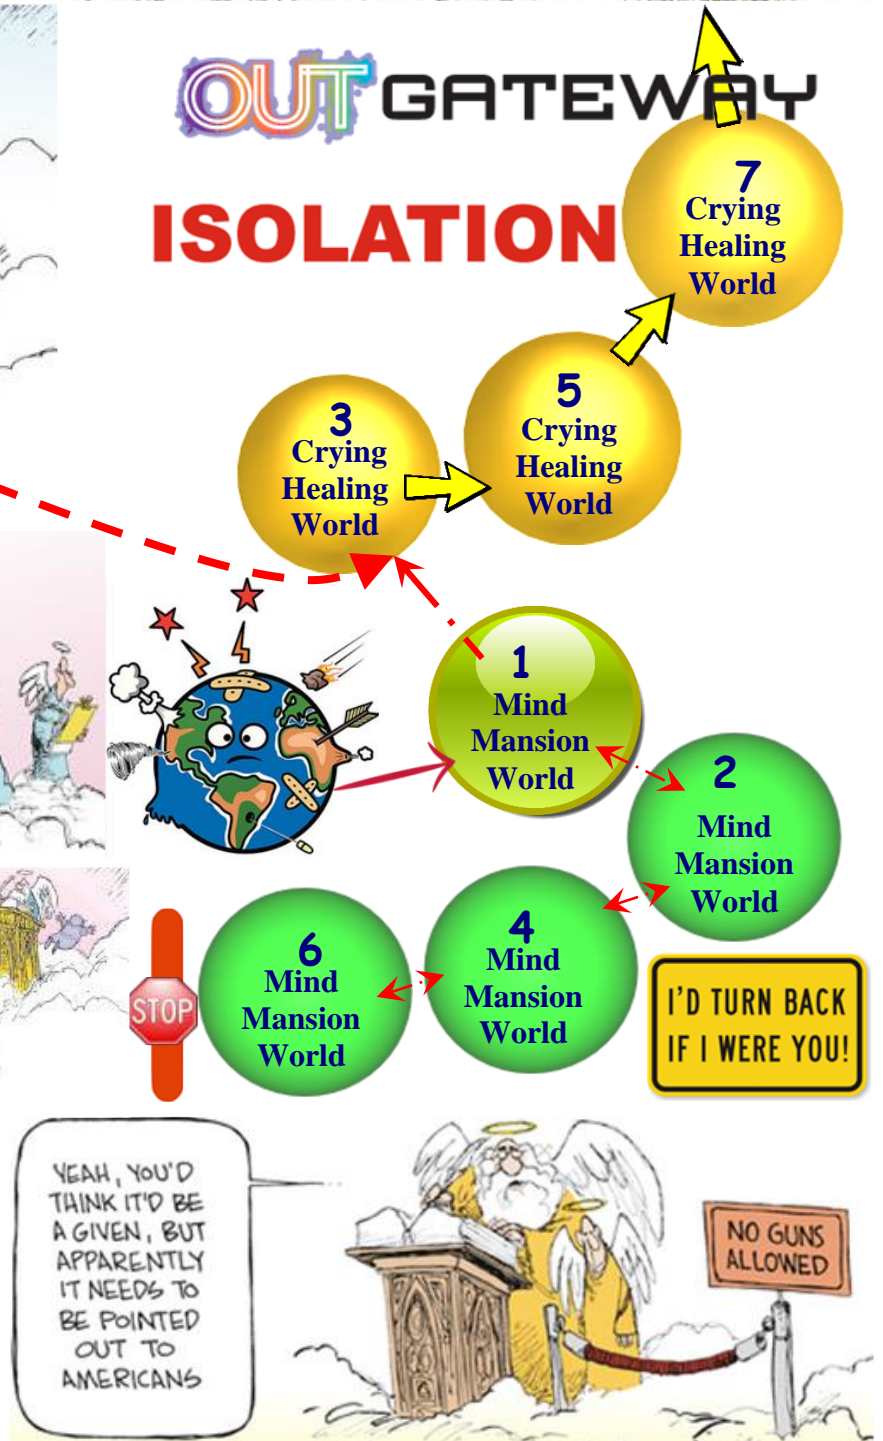 OUT GATEWAY
ISOLATION
7
Crying
Healing
World
5
Crying
Healing
World
3
Crying
Healing
World
1
Mind
Mansion
World
2
Mind
Mansion
World
4
Mind
Mansion
World
6
Mind
Mansion
World
STOP
I'D TURN BACK
IF I WERE YOU!
YEAH, YOU'D
THINK IT'D BE
A GIVEN, BUT
APPARENTLY
IT NEEDS TO
BE POINTED
OUT TO
AMERICANS
NO GUNS
ALLOWED